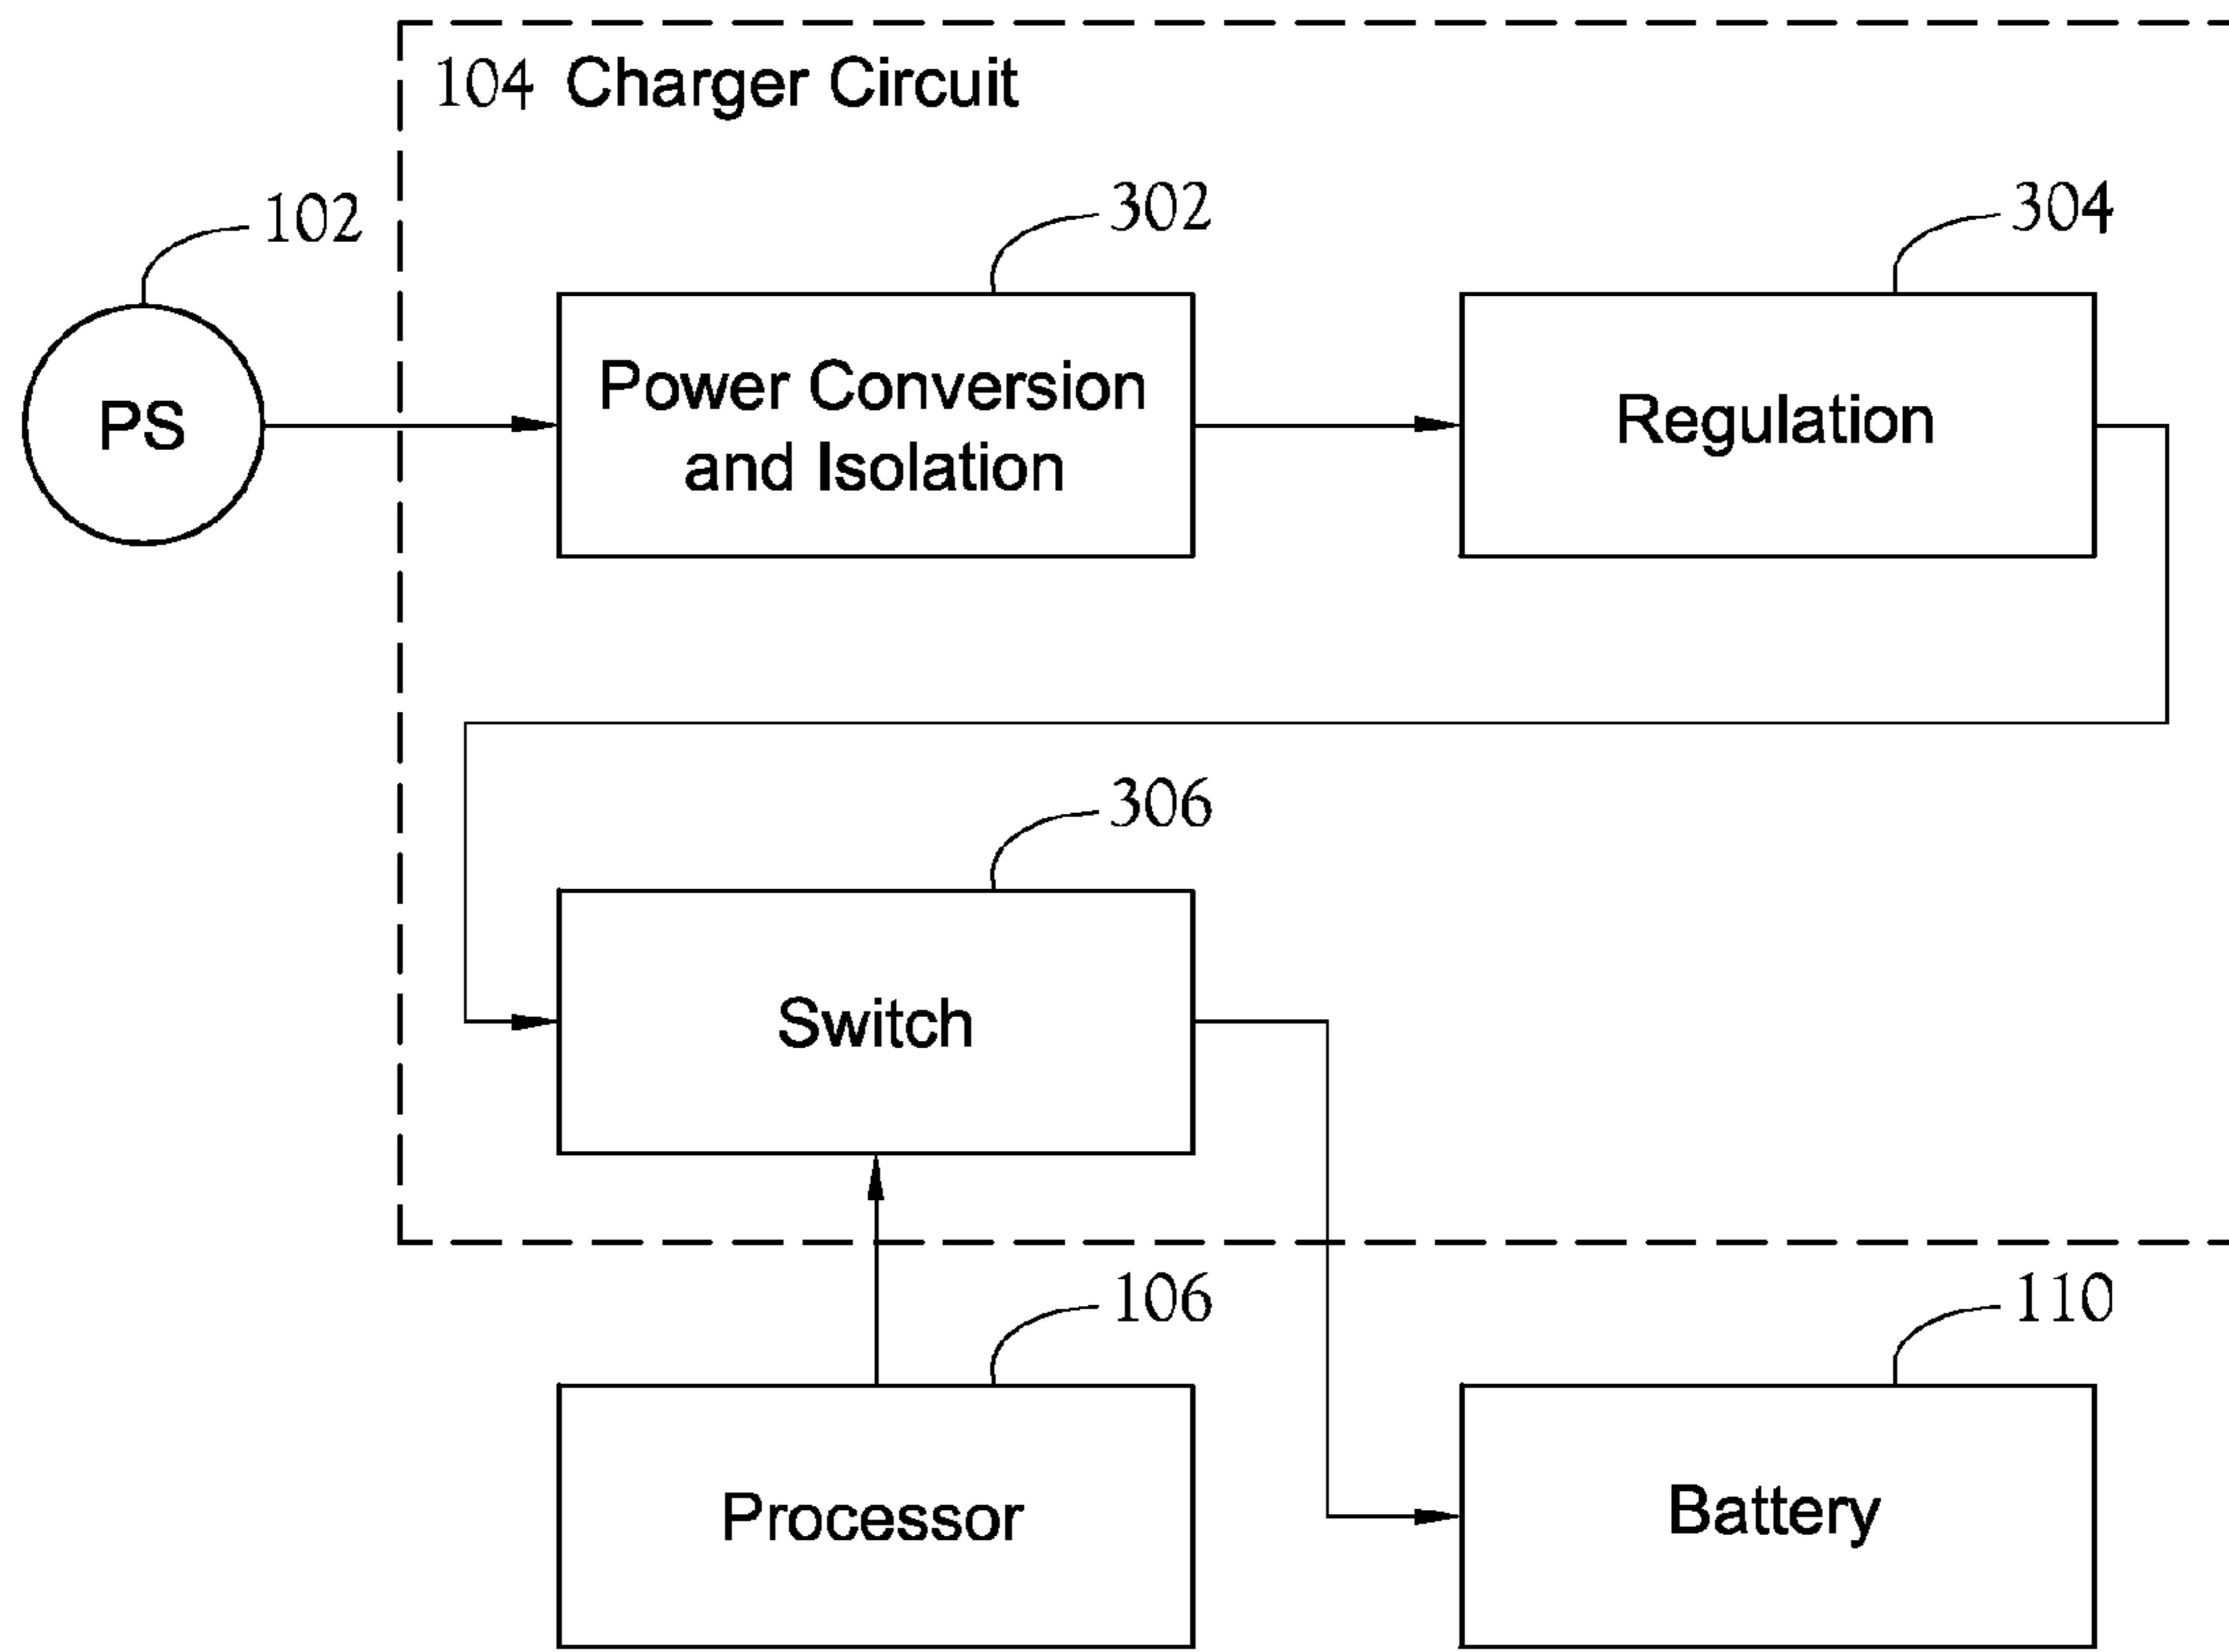 104 Charger Circuit
102
302
304
PS
Power Conversion
and Isolation
Regulation
306
Switch
106
110
Processor
Battery